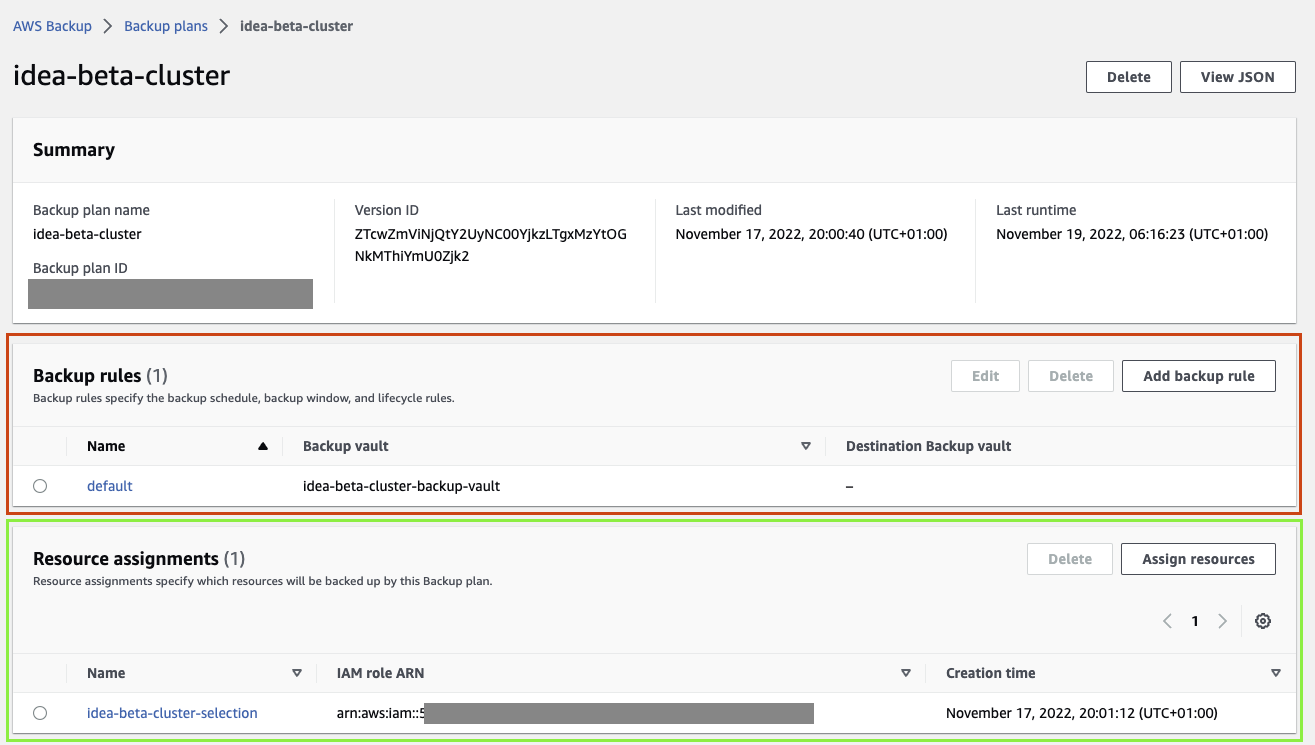 AWS Backup > Backup plans > idea-beta-cluster
idea-beta-cluster
Delete View JSON
Summary
Backup plan name
idea-beta-cluster
Backup plan ID
Version ID
ZTcwZmViNjQtY2UyNC00YjkzLTgxMzYtOG
NkMThiYmU0Zjk2
Last modified
November 17, 2022, 20:00:40 (UTC+01:00)
Last runtime
November 19, 2022, 06:16:23 (UTC+01:00)
Backup rules (1)
Edit Delete Add backup rule
Backup rules specify the backup schedule, backup window, and lifecycle rules.
Name Backup vault Destination Backup vault
default idea-beta-cluster-backup-vault –
Resource assignments (1)
Delete Assign resources
Resource assignments specify which resources will be backed up by this Backup plan.
1
Name IAM role ARN Creation time
idea-beta-cluster-selection arn:aws:iam::5 November 17, 2022, 20:01:12 (UTC+01:00)